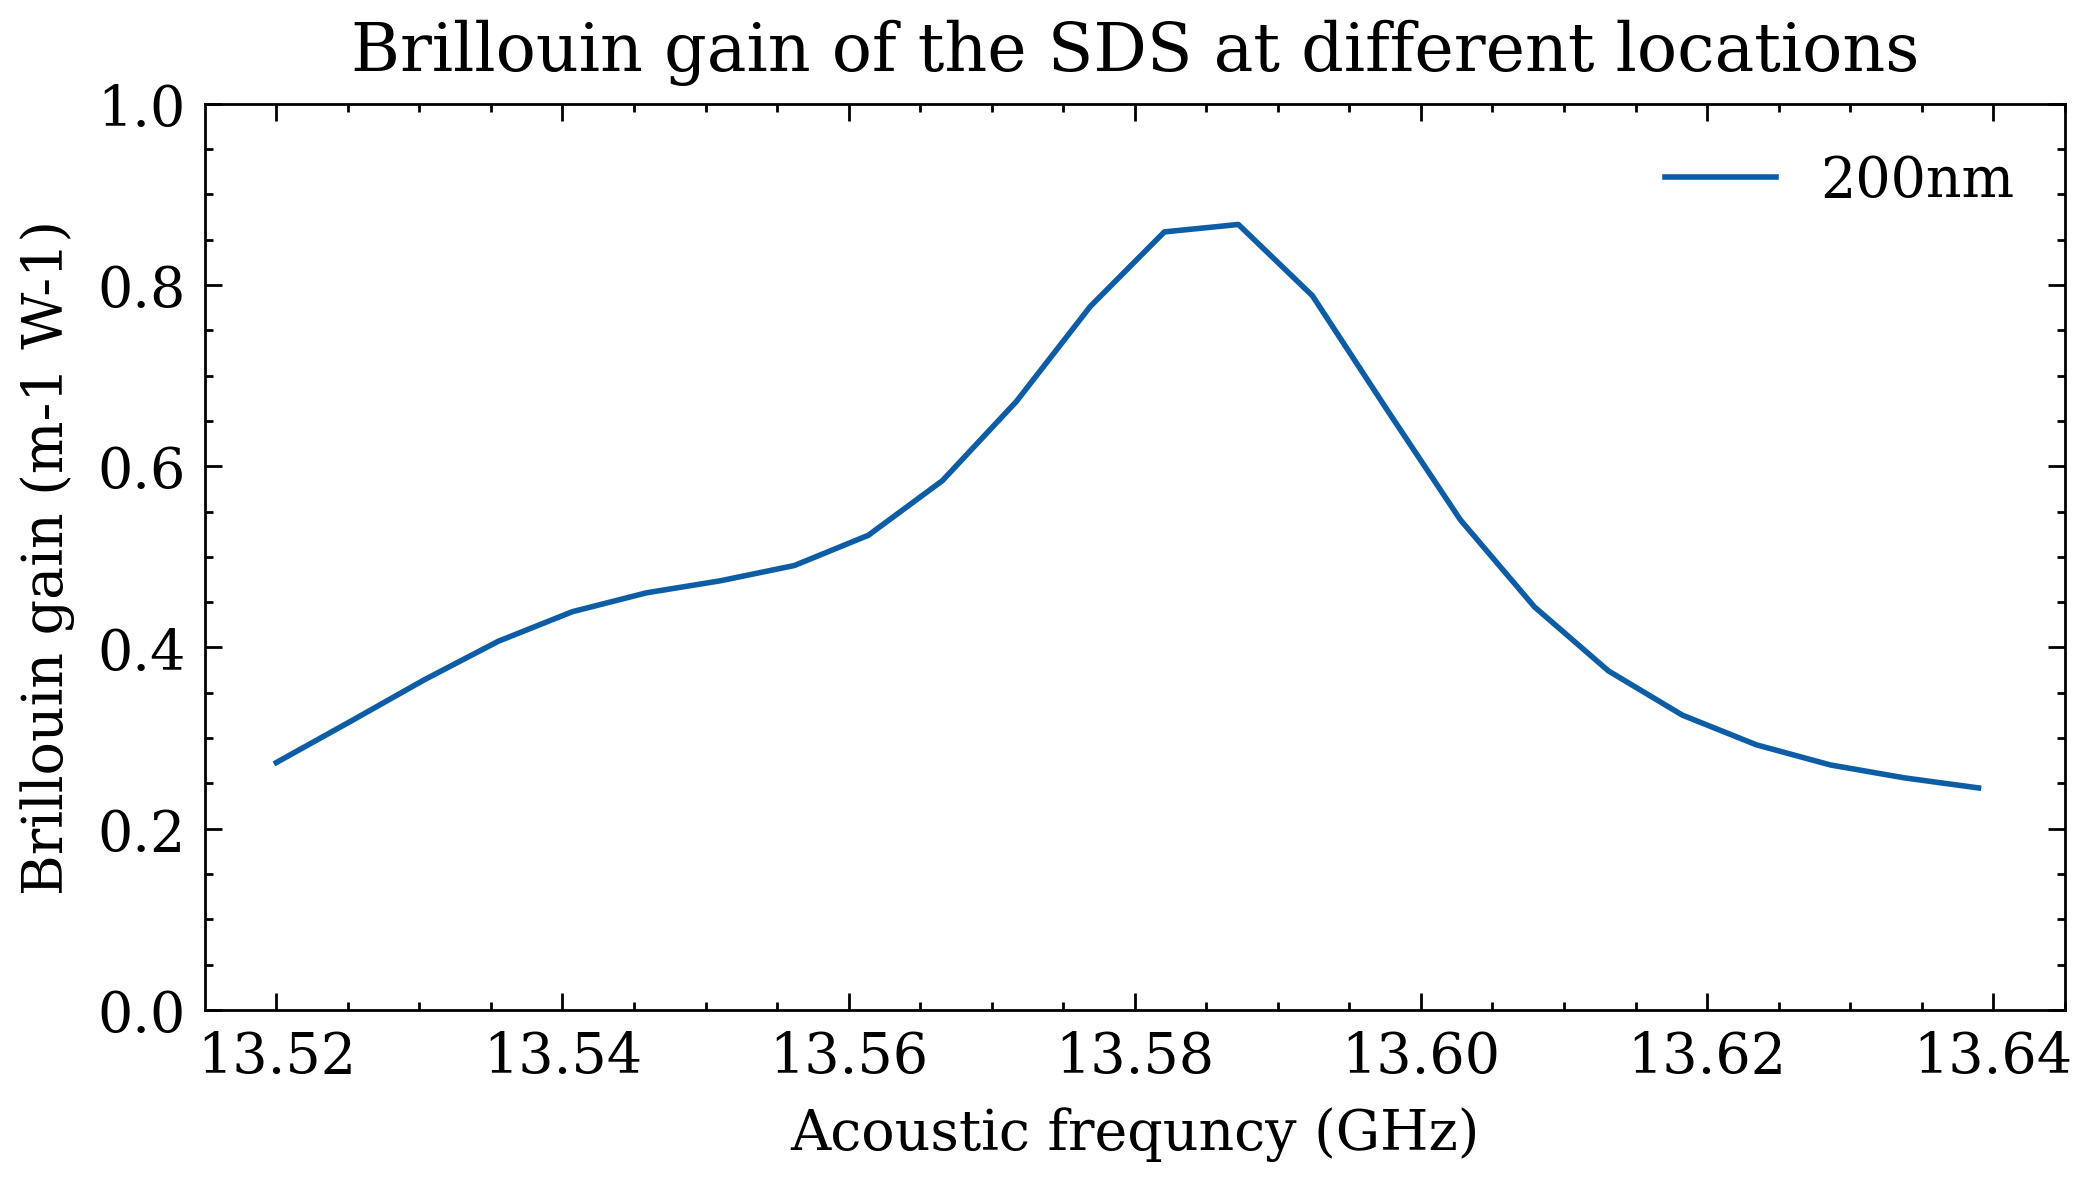 Brillouin gain of the SDS at different locations
200nm
Brillouin gain (m-1 W-1)
1.0
0.8
0.6
0.4
0.2
0.0
13.52 13.54 13.56 13.58 13.60 13.62 13.64
Acoustic frequncy (GHz)